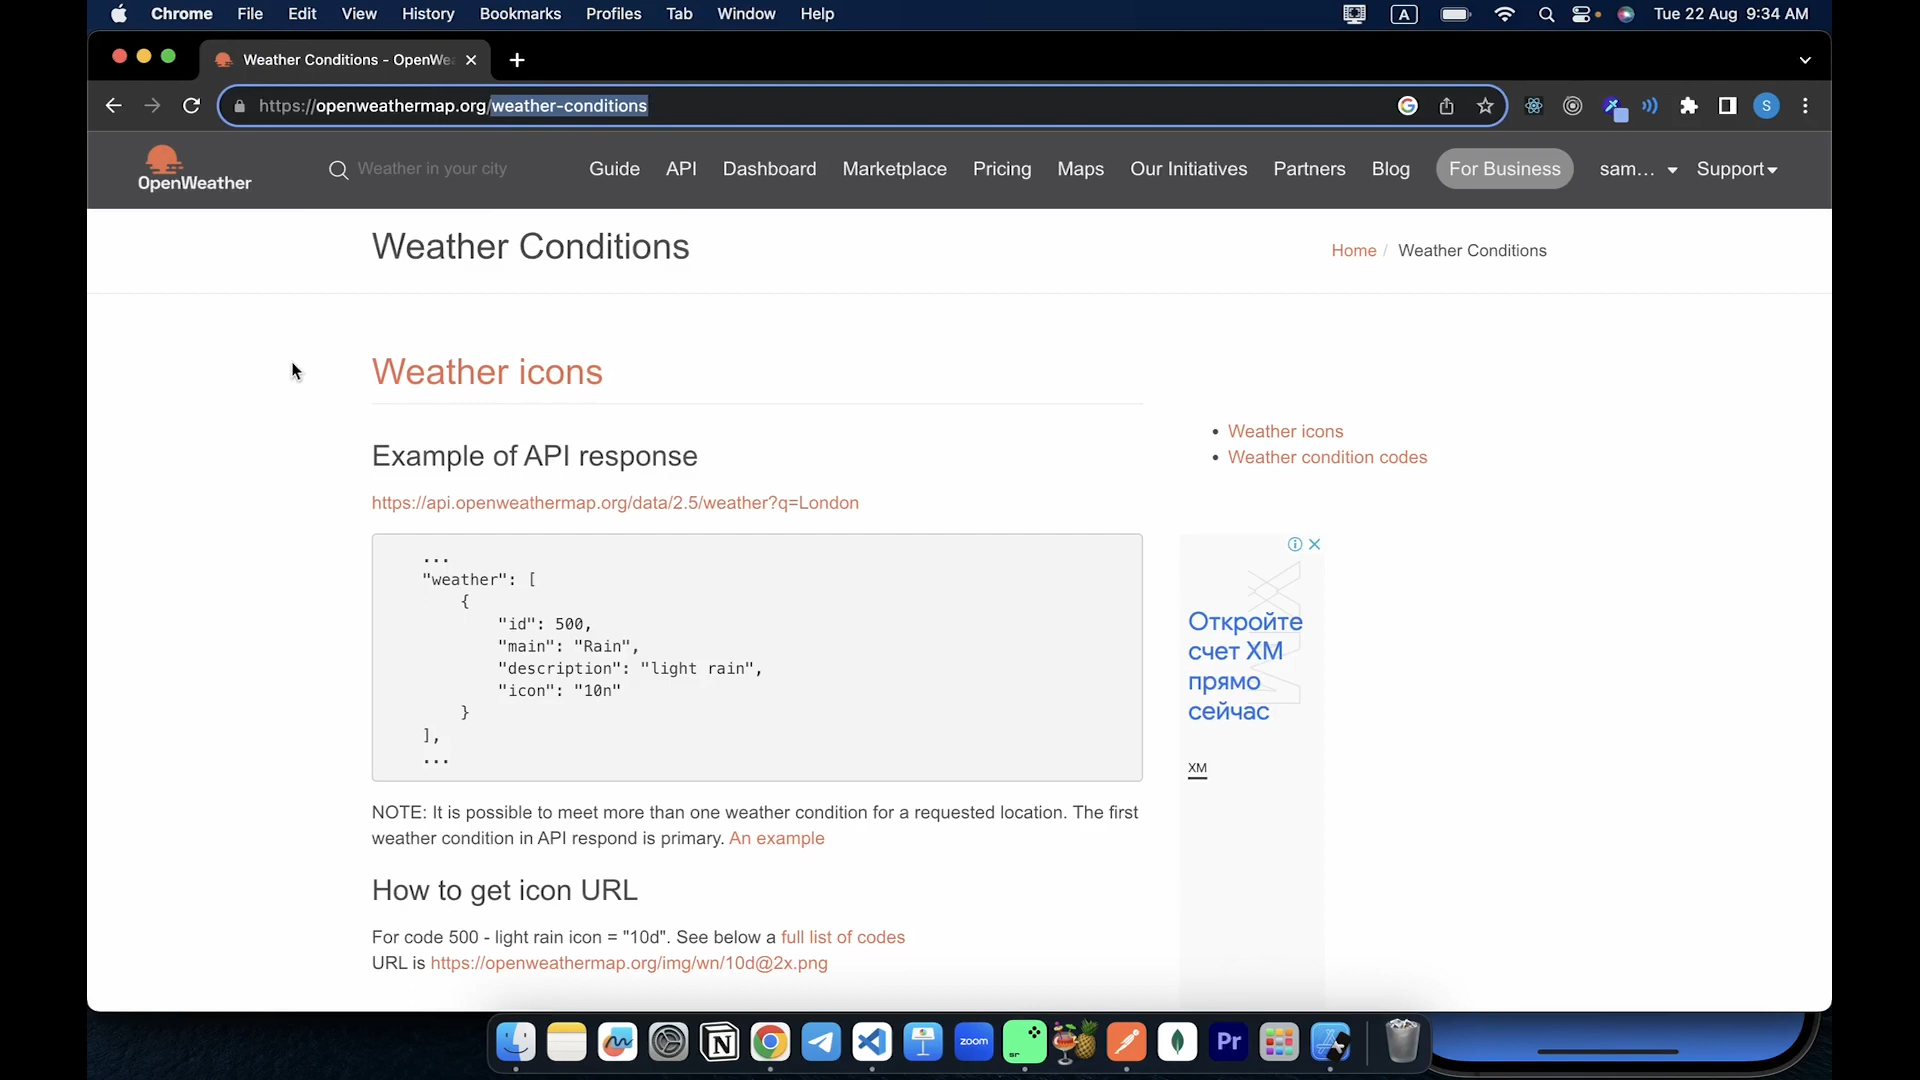 Chrome File Edit View History Bookmarks Profiles Tab Window Help A Tue 22 Aug 9:34 AM
Weather Conditions - OpenWe
https://openweathermap.org/weather-conditions S
OpenWeather Weather in your city Guide API Dashboard Marketplace Pricing Maps Our Initiatives Partners Blog For Business sam... Support
Weather Conditions
Home / Weather Conditions
Weather icons
Weather icons
Weather condition codes
Example of API response
https://api.openweathermap.org/data/2.5/weather?q=London
...
"weather": [
{
"id": 500,
"main": "Rain",
"description": "light rain",
"icon": "10n"
}
],
...
Откройте
счет XM
прямо
сейчас
XM
NOTE: It is possible to meet more than one weather condition for a requested location. The first
weather condition in API respond is primary. An example
How to get icon URL
For code 500 - light rain icon = "10d". See below a full list of codes
URL is https://openweathermap.org/img/wn/10d@2x.png
N zoom sr Pr